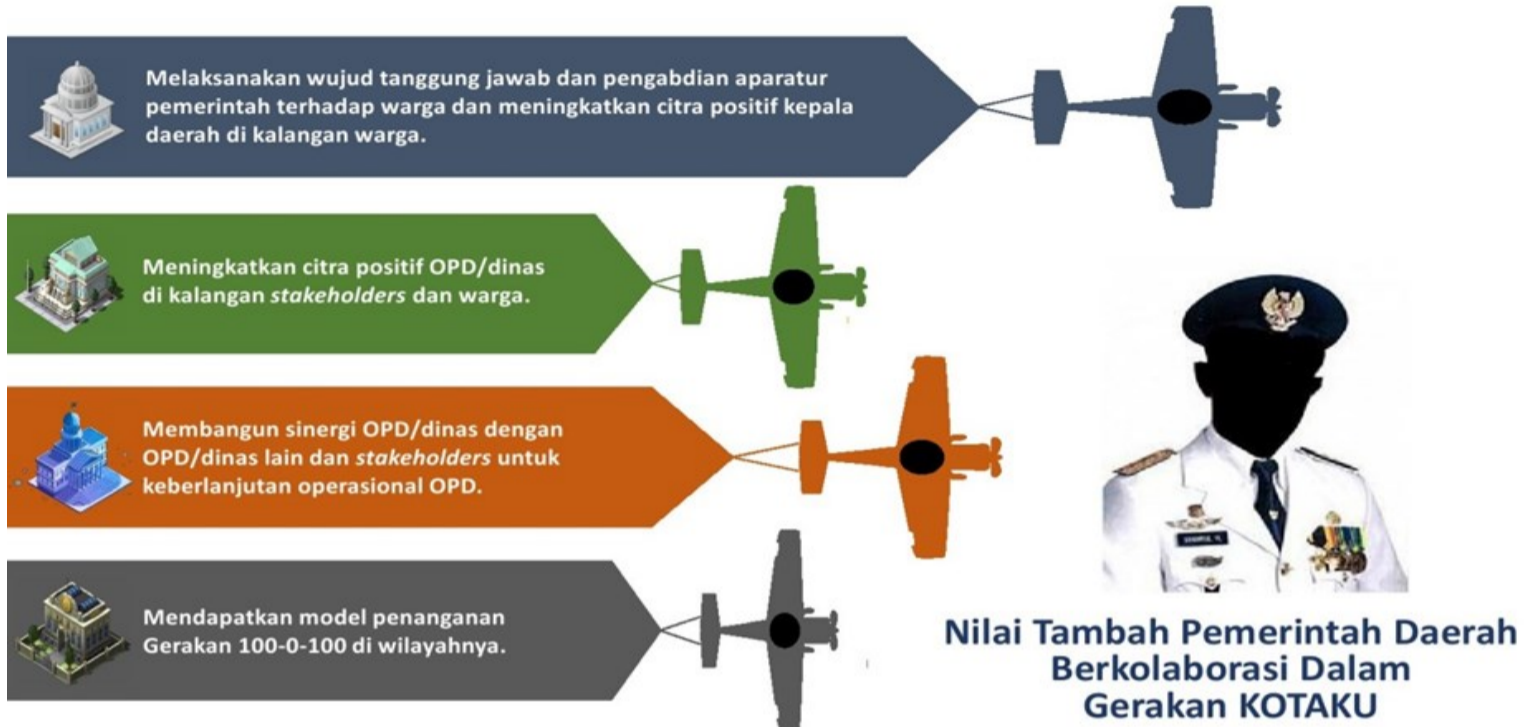 Melaksanakan wujud tanggung jawab dan pengabdian aparatur
pemerintah terhadap warga dan meningkatkan citra positif kepala
daerah di kalangan warga.
Meningkatkan citra positif OPD/dinas
di kalangan stakeholders dan warga.
Membangun sinergi OPD/dinas dengan
OPD/dinas lain dan stakeholders untuk
keberlanjutan operasional OPD.
Mendapatkan model penanganan
Gerakan 100-0-100 di wilayahnya.
Nilai Tambah Pemerintah Daerah
Berkolaborasi Dalam
Gerakan KOTAKU